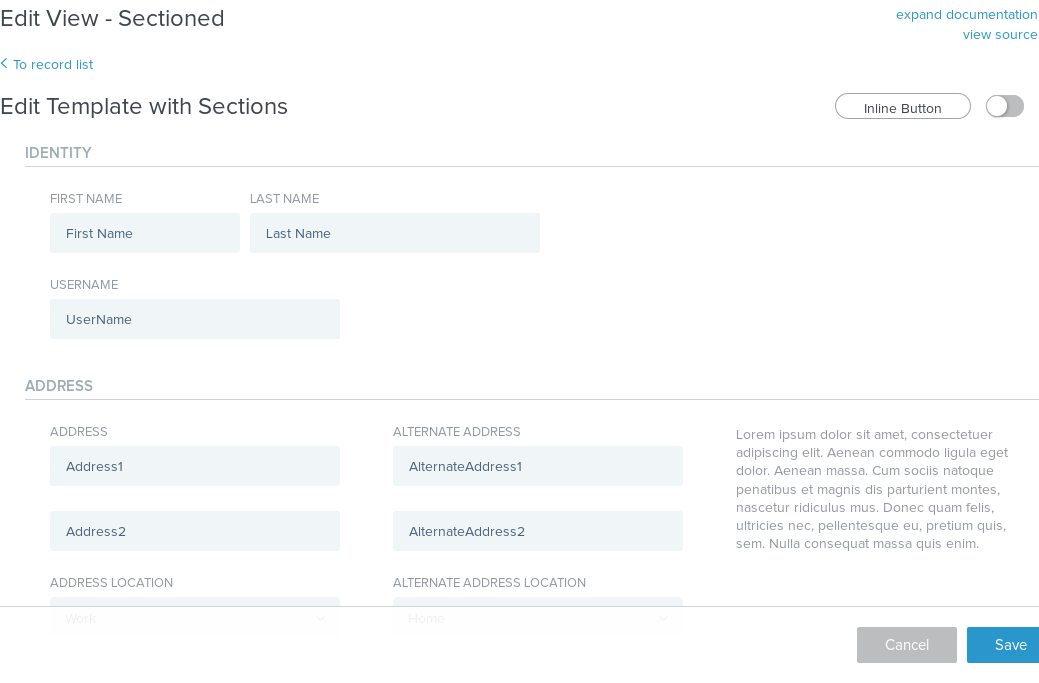 Edit View - Sectioned
expand documentation
view source
To record list
Edit Template with Sections
Inline Button
IDENTITY
FIRST NAME
LAST NAME
First Name
Last Name
USERNAME
UserName
ADDRESS
ADDRESS
ALTERNATE ADDRESS
Address1
AlternateAddress1
Lorem ipsum dolor sit amet, consectetuer
adipiscing elit. Aenean commodo ligula eget
dolor. Aenean massa. Cum sociis natoque
penatibus et magnis dis parturient montes,
nascetur ridiculus mus. Donec quam felis,
ultricies nec, pellentesque eu, pretium quis,
sem. Nulla consequat massa quis enim.
Address2
AlternateAddress2
ADDRESS LOCATION
ALTERNATE ADDRESS LOCATION
Work
Home
Cancel
Save